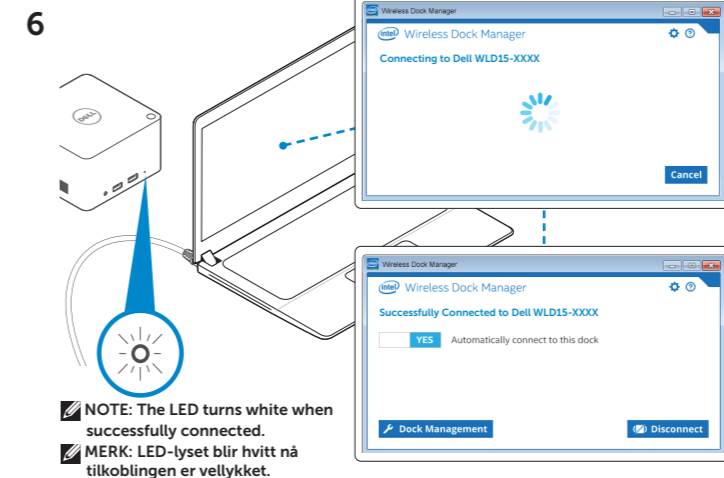 6
DELL
Wireless Dock Manager
intel Wireless Dock Manager
Connecting to Dell WLD15-XXXX
Cancel
Wireless Dock Manager
intel Wireless Dock Manager
Successfully Connected to Dell WLD15-XXXX
YES Automatically connect to this dock
Dock Management
Disconnect
NOTE: The LED turns white when
successfully connected.
MERK: LED-lyset blir hvitt nå
tilkoblingen er vellykket.